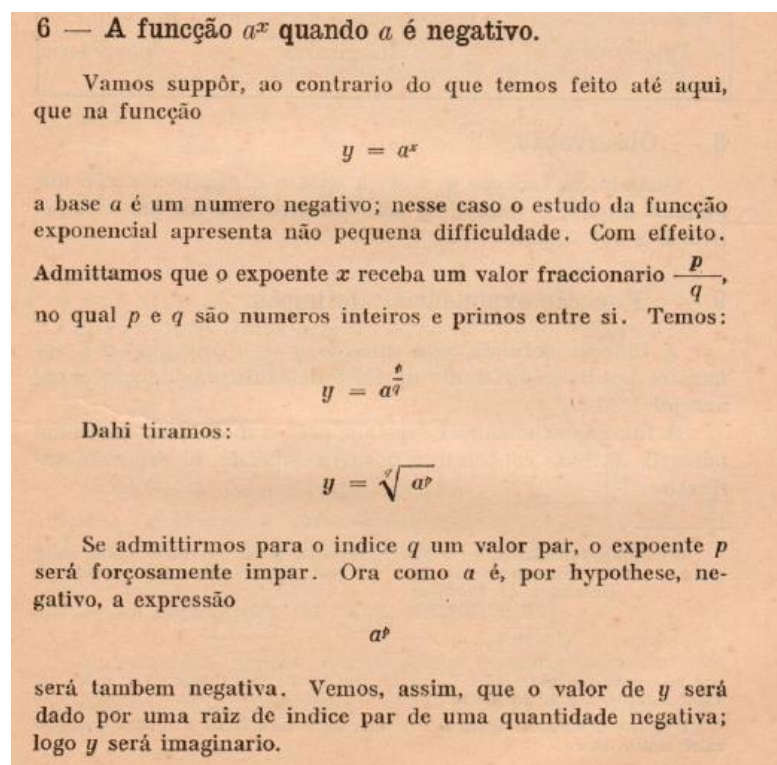 6 — A funcção aˣ quando a é negativo.
Vamos suppôr, ao contrario do que temos feito até aqui,
que na funcção
y = aˣ
a base a é um numero negativo; nesse caso o estudo da funcção
exponencial apresenta não pequena difficuldade. Com effeito.
Admittamos que o expoente x receba um valor fraccionario p/q,
no qual p e q são numeros inteiros e primos entre si. Temos:
y = a^(p/q)
Dahi tiramos:
y = q√aᵖ
Se admittirmos para o indice q um valor par, o expoente p
será forçosamente impar. Ora como a é, por hypothese, ne-
gativo, a expressão
aᵖ
será tambem negativa. Vemos, assim, que o valor de y será
dado por uma raiz de indice par de uma quantidade negativa;
logo y será imaginario.